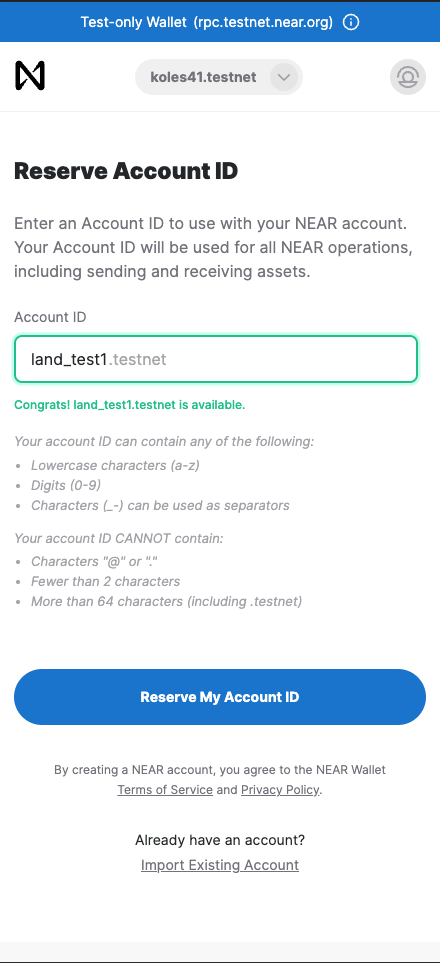 Test-only Wallet (rpc.testnet.near.org)
koles41.testnet
Reserve Account ID
Enter an Account ID to use with your NEAR account.
Your Account ID will be used for all NEAR operations,
including sending and receiving assets.
Account ID
land_test1.testnet
Congrats! land_test1.testnet is available.
Your account ID can contain any of the following:
• Lowercase characters (a-z)
• Digits (0-9)
• Characters (_-) can be used as separators
Your account ID CANNOT contain:
• Characters "@" or "."
• Fewer than 2 characters
• More than 64 characters (including .testnet)
Reserve My Account ID
By creating a NEAR account, you agree to the NEAR Wallet
Terms of Service and Privacy Policy.
Already have an account?
Import Existing Account